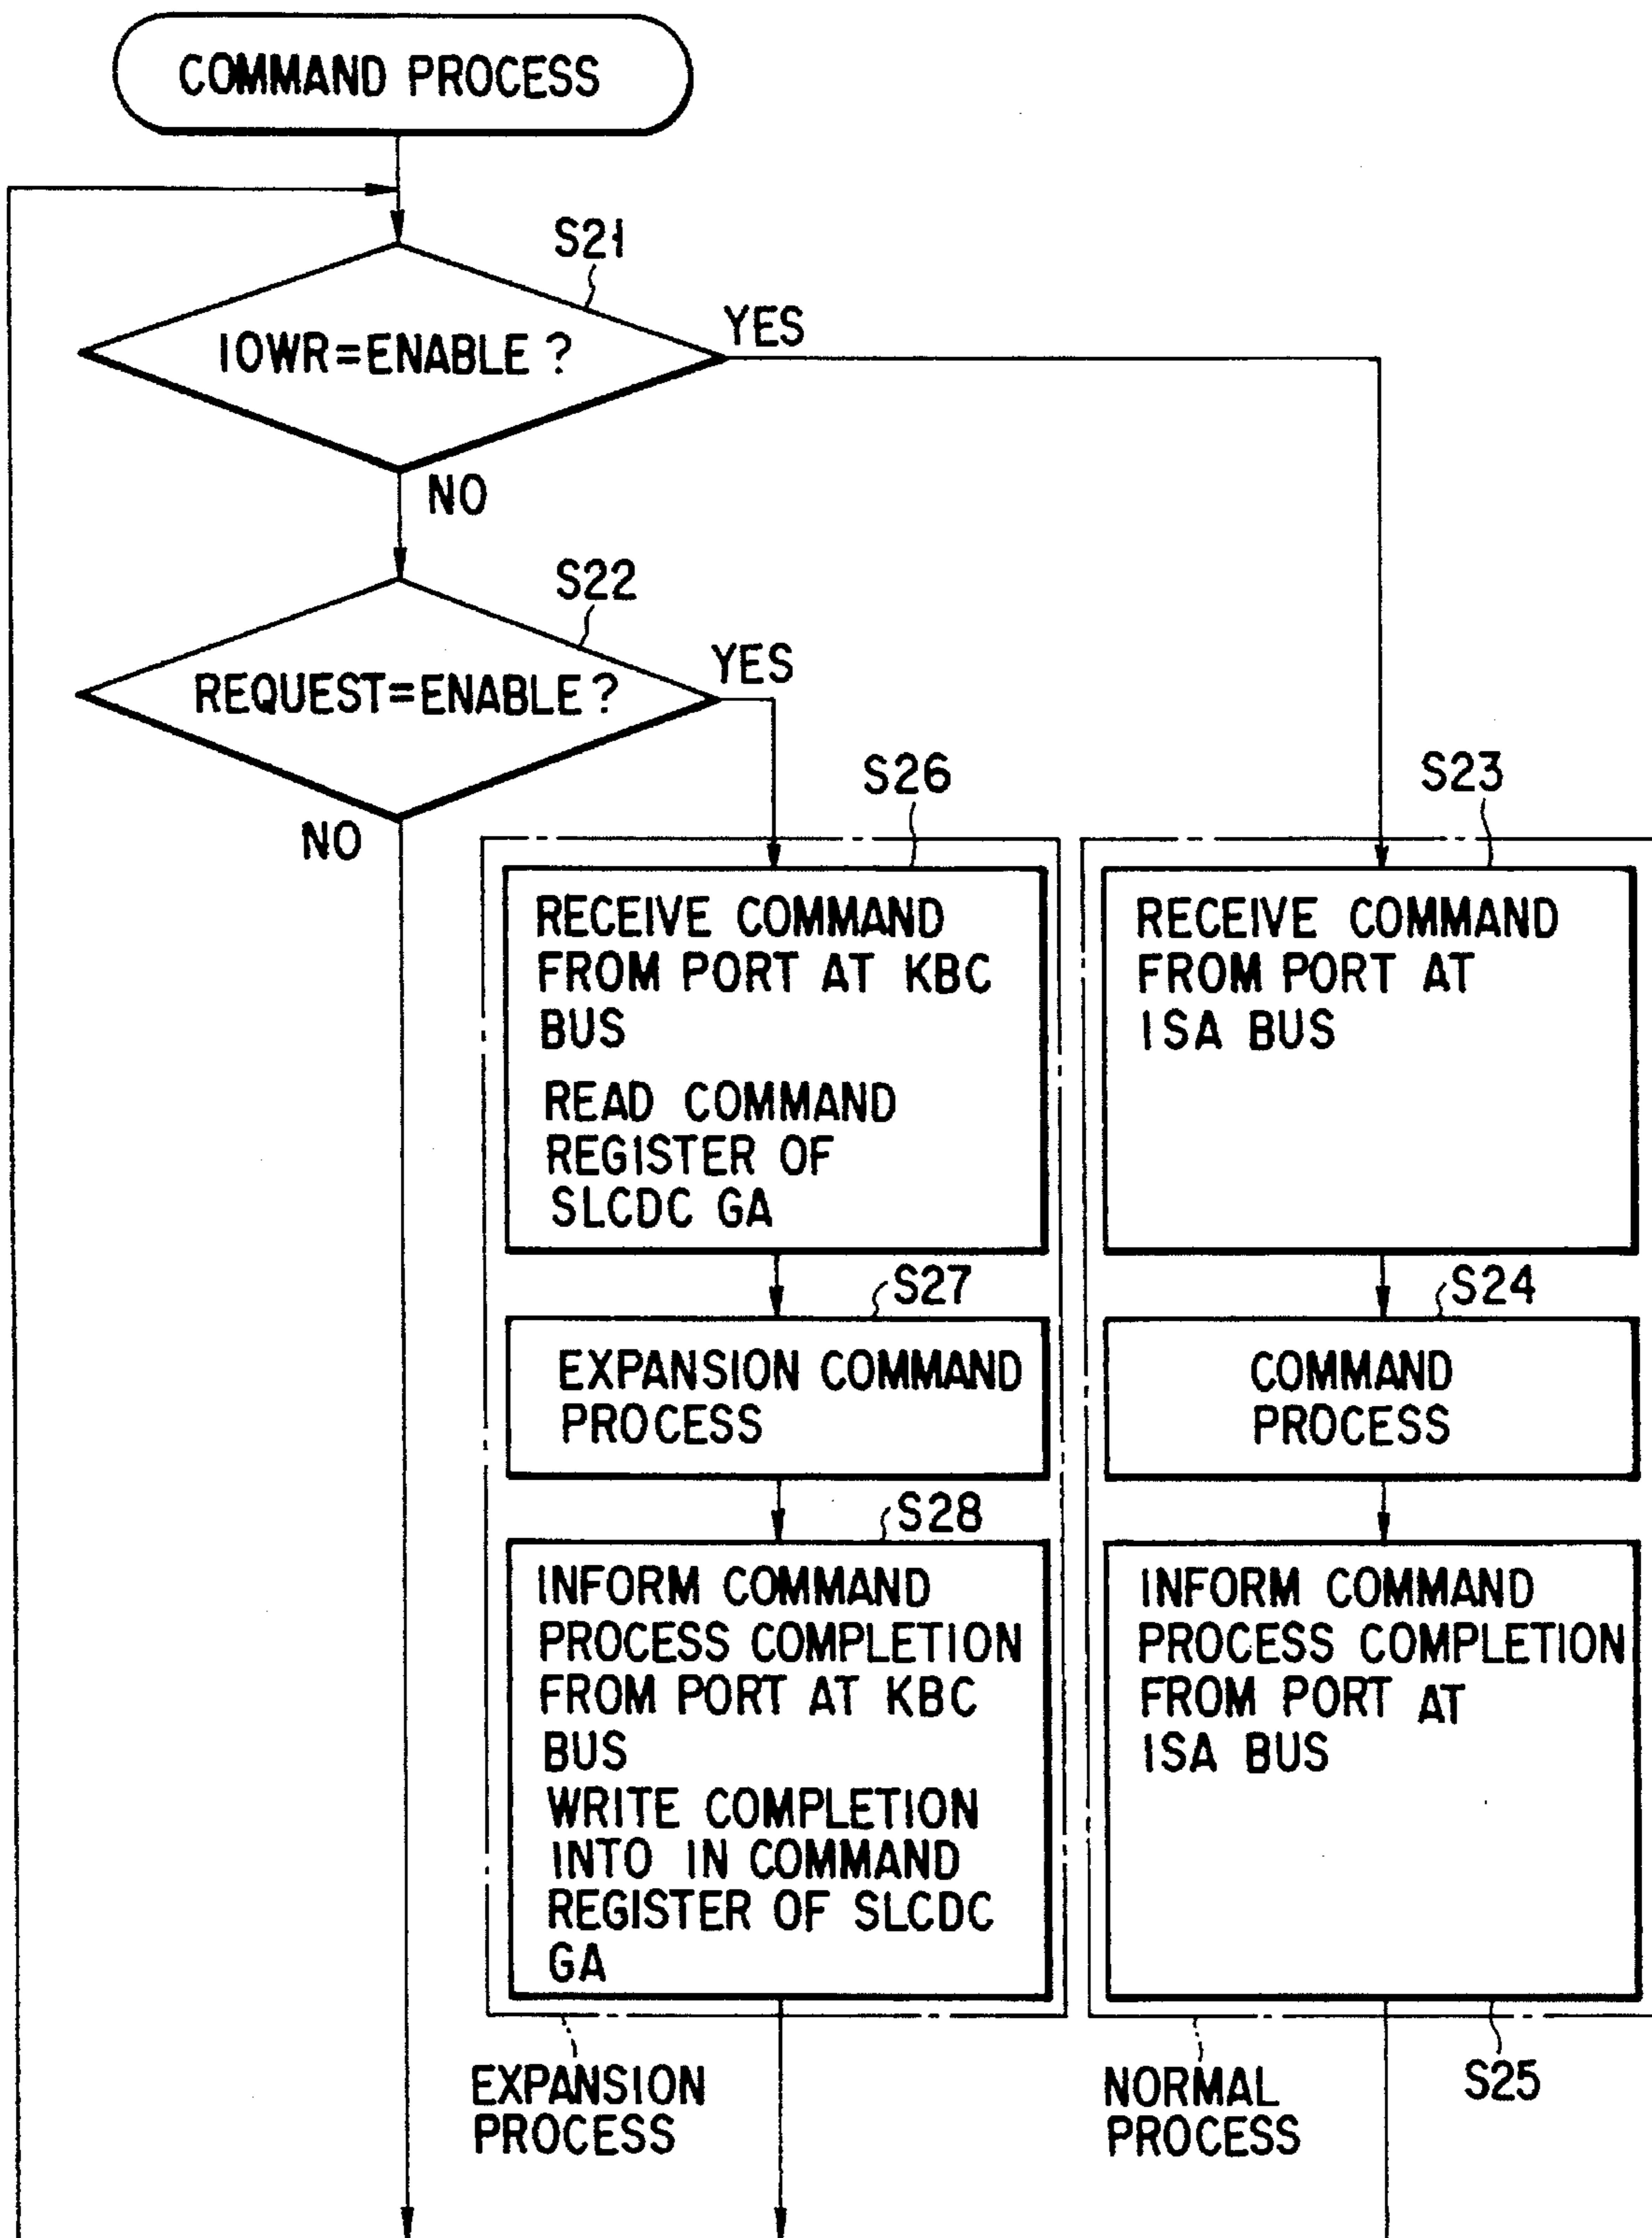 COMMAND PROCESS
S21
IOWR=ENABLE ?
YES
NO
S22
REQUEST=ENABLE ?
YES
NO
S26
RECEIVE COMMAND
FROM PORT AT KBC
BUS
READ COMMAND
REGISTER OF
SLCDC GA
S27
EXPANSION COMMAND
PROCESS
S28
INFORM COMMAND
PROCESS COMPLETION
FROM PORT AT KBC
BUS
WRITE COMPLETION
INTO IN COMMAND
REGISTER OF SLCDC
GA
EXPANSION
PROCESS
S23
RECEIVE COMMAND
FROM PORT AT
ISA BUS
S24
COMMAND
PROCESS
INFORM COMMAND
PROCESS COMPLETION
FROM PORT AT
ISA BUS
S25
NORMAL
PROCESS